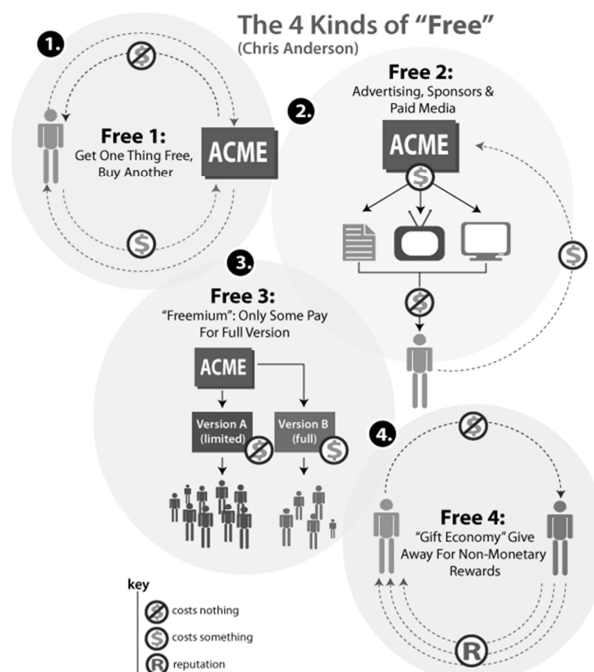 The 4 Kinds of “Free”
(Chris Anderson)
1.
$
Free 1:
Get One Thing Free,
Buy Another
ACME
$
2.
Free 2:
Advertising, Sponsors &
Paid Media
ACME
$
$
$
3.
Free 3:
“Freemium”: Only Some Pay
For Full Version
ACME
Version A
(limited)
$
Version B
(full)
$
4.
$
Free 4:
“Gift Economy” Give
Away For Non-Monetary
Rewards
R
key
$ costs nothing
$ costs something
R reputation